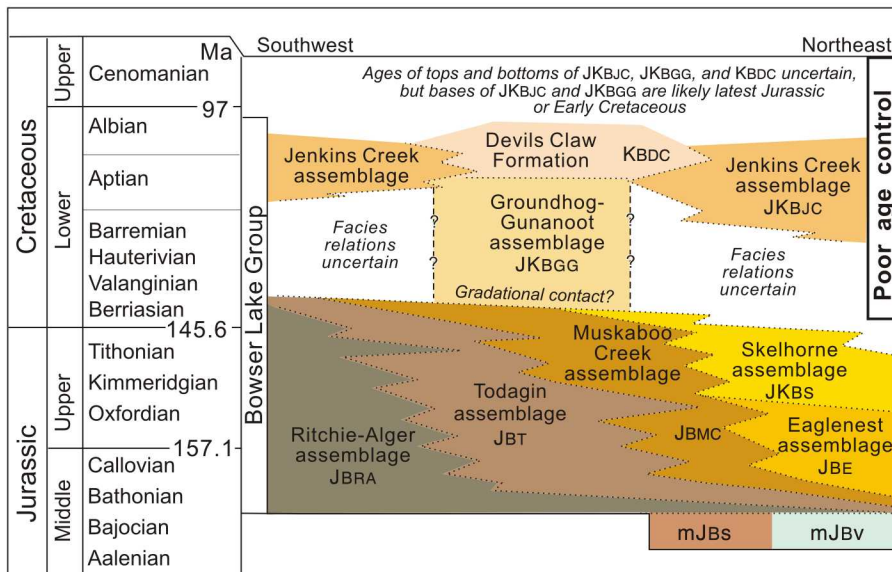 Ma
Southwest
Northeast
Cretaceous
Upper
Cenomanian
97
Lower
Albian
Aptian
Barremian
Hauterivian
Valanginian
Berriasian
145.6
Jurassic
Upper
Tithonian
Kimmeridgian
Oxfordian
157.1
Middle
Callovian
Bathonian
Bajocian
Aalenian
Bowser Lake Group
Ages of tops and bottoms of JKBJC, JKBGG, and KBDC uncertain,
but bases of JKBJC and JKBGG are likely latest Jurassic
or Early Cretaceous
Poor age control
Jenkins Creek
assemblage
Devils Claw
Formation
KBDC
Jenkins Creek
assemblage
JKBJC
Groundhog-
Gunanoot
assemblage
JKBGG
?
?
?
?
Facies
relations
uncertain
Facies
relations
uncertain
Gradational contact?
Muskaboo
Creek
assemblage
Skelhorne
assemblage
JKBS
Todagin
assemblage
JBT
JBMC
Eaglenest
assemblage
JBE
Ritchie-Alger
assemblage
JBRA
mJBs
mJBv